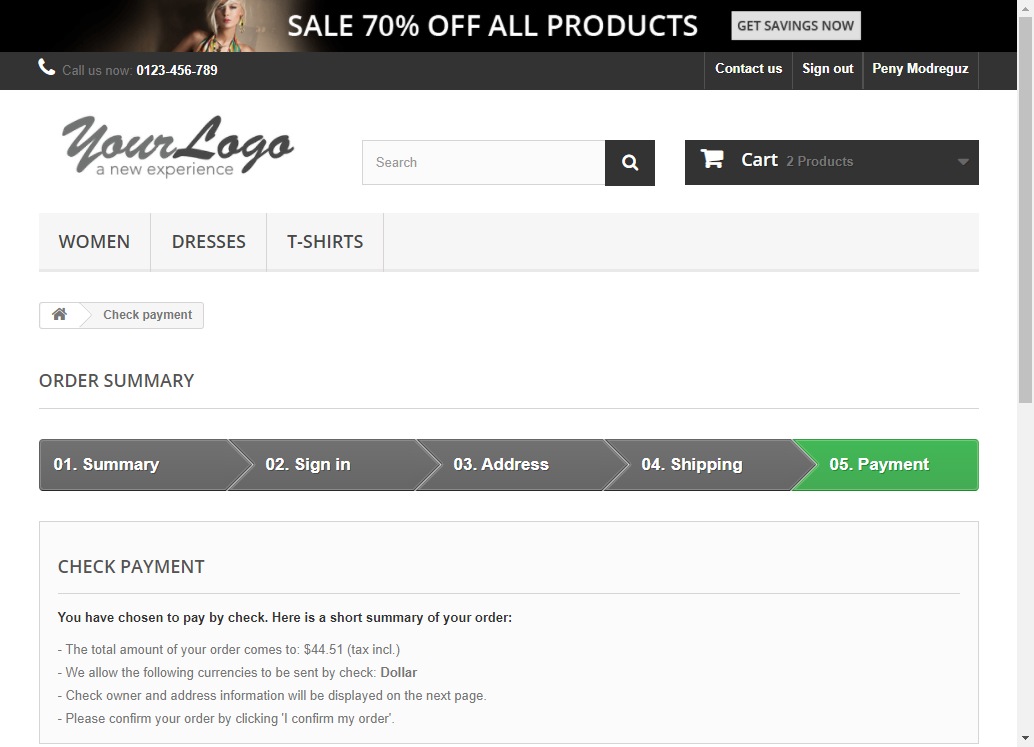 SALE 70% OFF ALL PRODUCTS GET SAVINGS NOW
Call us now: 0123-456-789 Contact us Sign out Peny Modreguz
YourLogo
a new experience
Search
Cart 2 Products
WOMEN DRESSES T-SHIRTS
Check payment
ORDER SUMMARY
01. Summary 02. Sign in 03. Address 04. Shipping 05. Payment
CHECK PAYMENT
You have chosen to pay by check. Here is a short summary of your order:
- The total amount of your order comes to: $44.51 (tax incl.)
- We allow the following currencies to be sent by check: Dollar
- Check owner and address information will be displayed on the next page.
- Please confirm your order by clicking 'I confirm my order'.